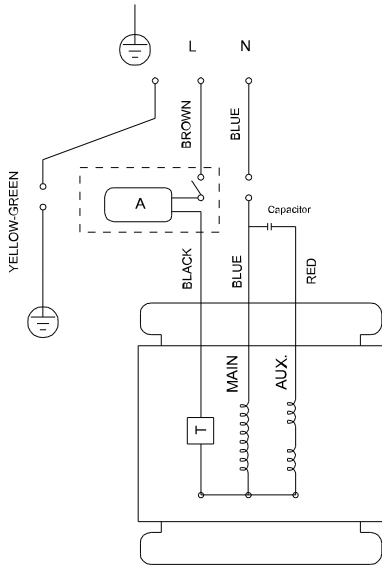 L
N
BROWN
BLUE
YELLOW-GREEN
A
Capacitor
BLACK
BLUE
RED
MAIN
AUX.
T